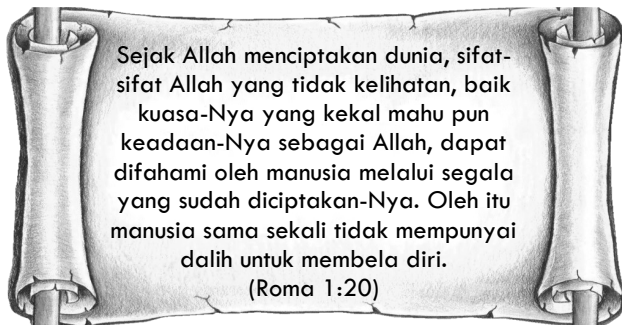 Sejak Allah menciptakan dunia, sifat-
sifat Allah yang tidak kelihatan, baik
kuasa-Nya yang kekal mahu pun
keadaan-Nya sebagai Allah, dapat
difahami oleh manusia melalui segala
yang sudah diciptakan-Nya. Oleh itu
manusia sama sekali tidak mempunyai
dalih untuk membela diri.
(Roma 1:20)